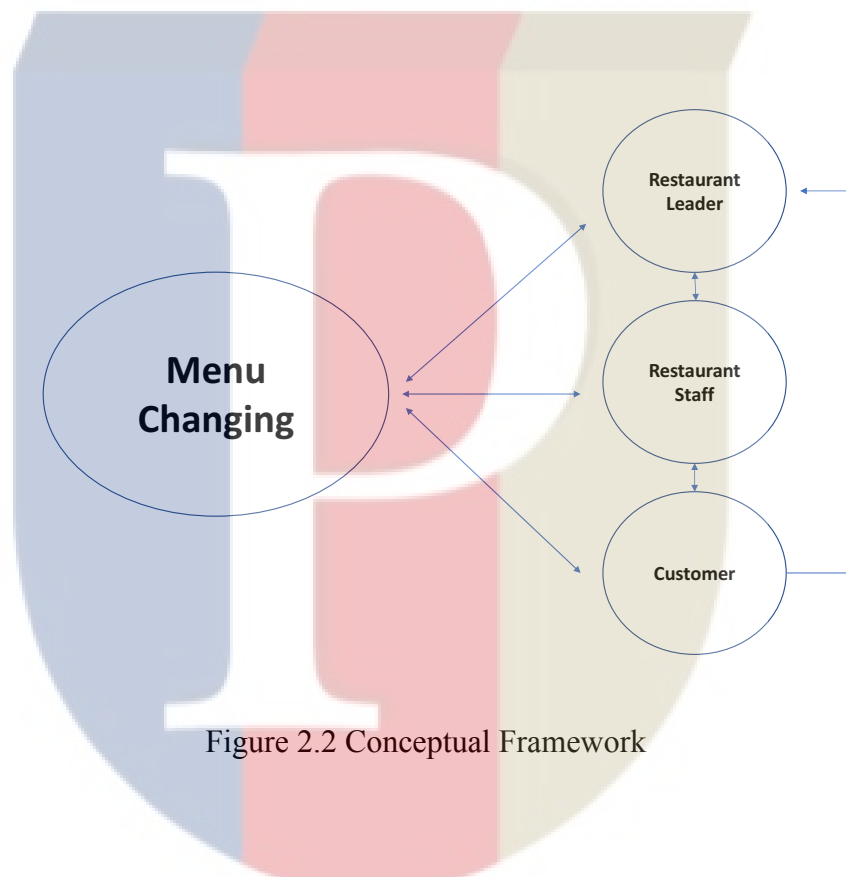 Restaurant
Leader
Menu
Changing
Restaurant
Staff
Customer
Figure 2.2 Conceptual Framework
P